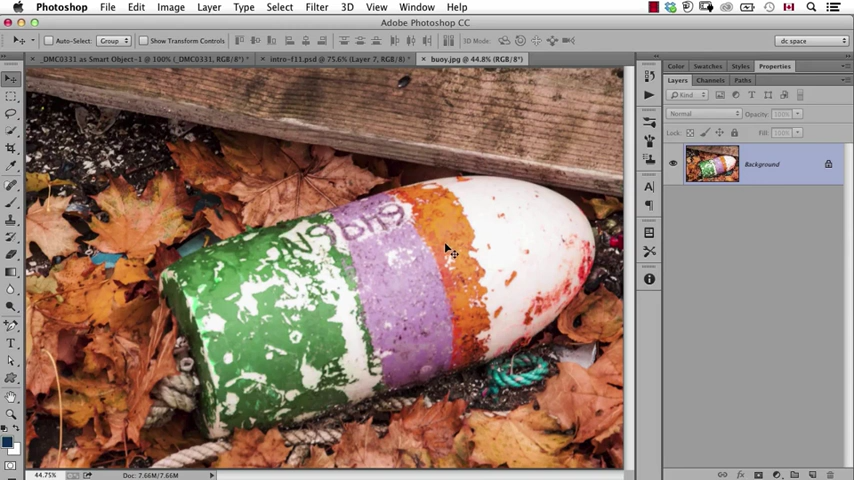 Photoshop File Edit Image Layer Type Select Filter 3D View Window Help
Adobe Photoshop CC
Auto-Select: Group Show Transform Controls 3D Mode: dc space
× _DMC0331 as Smart Object-1 @ 100% (_DMC0331, RGB/8*) * × intro-f11.psd @ 75.6% (Layer 7, RGB/8) * × buoy.jpg @ 44.8% (RGB/8*)
Color Swatches Styles Properties
Layers Channels Paths
Kind
Normal Opacity: 100%
Lock: Fill: 100%
Background
44.75% Doc: 7.66M/7.66M